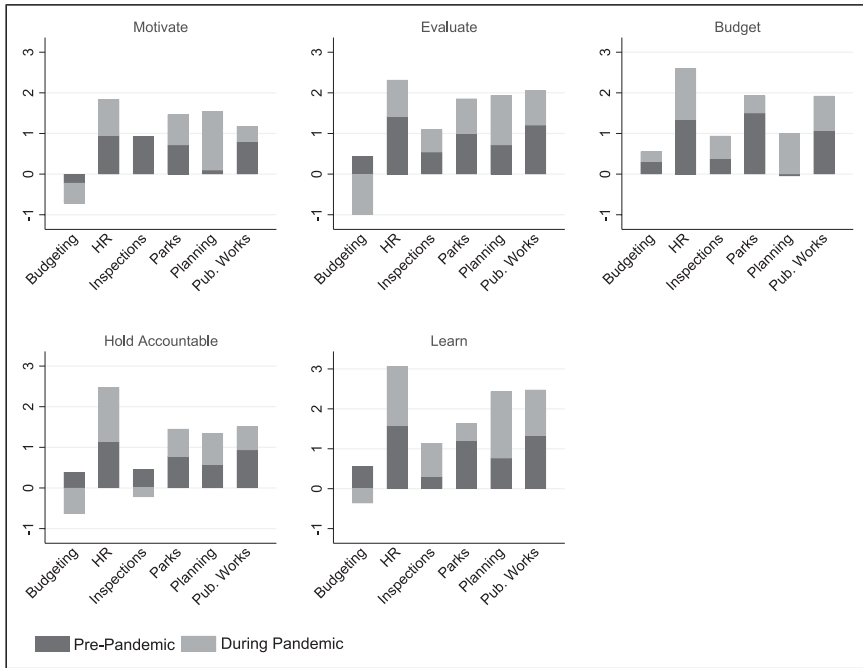 Motivate
3
2
1
0
-1
Budgeting
HR
Inspections
Parks
Planning
Pub. Works
Evaluate
3
2
1
0
-1
Budgeting
HR
Inspections
Parks
Planning
Pub. Works
Budget
3
2
1
0
-1
Budgeting
HR
Inspections
Parks
Planning
Pub. Works
Hold Accountable
3
2
1
0
-1
Budgeting
HR
Inspections
Parks
Planning
Pub. Works
Learn
3
2
1
0
-1
Budgeting
HR
Inspections
Parks
Planning
Pub. Works
Pre-Pandemic
During Pandemic